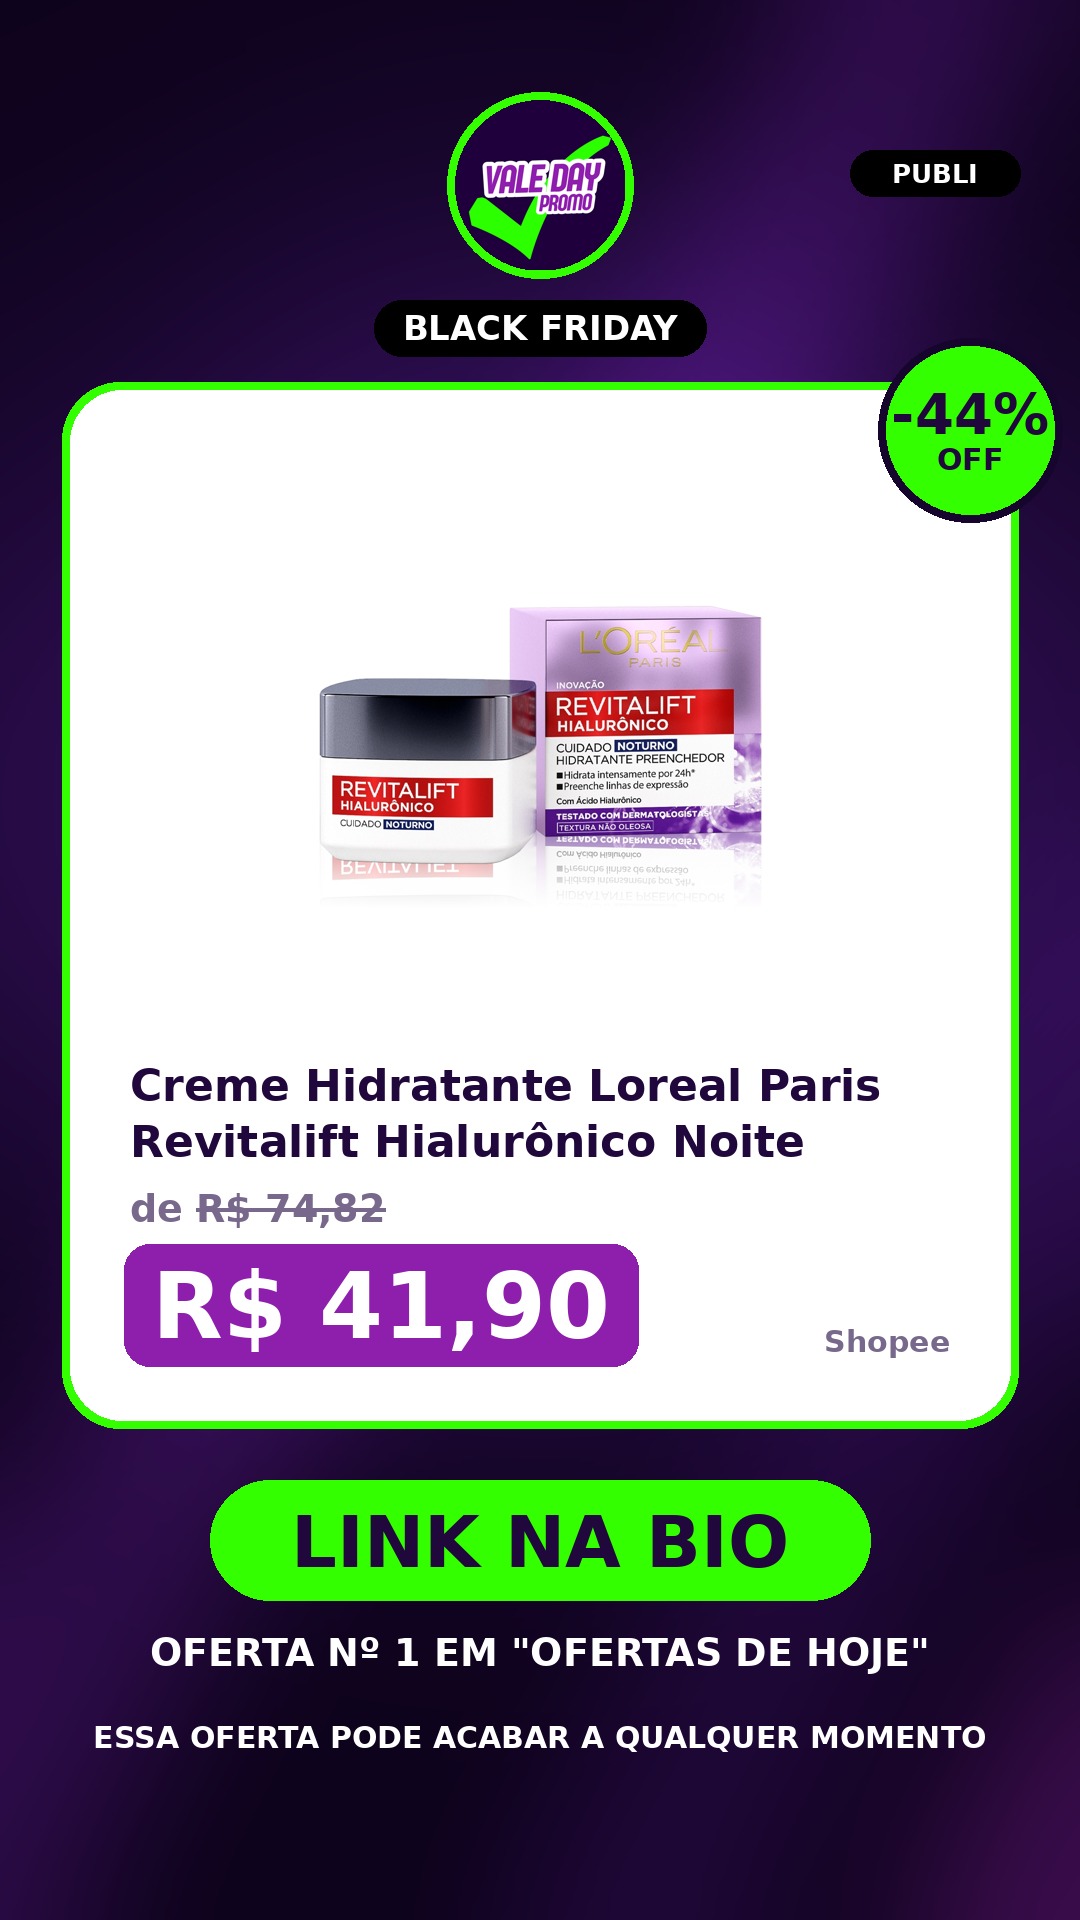 VALE DAY
PROMO
PUBLI
BLACK FRIDAY
-44%
OFF
L'ORÉAL
PARIS
INOVAÇÃO
REVITALIFT
HIALURÔNICO
CUIDADO NOTURNO
HIDRATANTE PREENCHEDOR
■Hidrata intensamente por 24h*
■Preenche linhas de expressão
Com Ácido Hialurônico
TESTADO COM DERMATOLOGISTAS
TEXTURA NÃO OLEOSA
REVITALIFT
HIALURÔNICO
CUIDADO NOTURNO
Creme Hidratante Loreal Paris
Revitalift Hialurônico Noite
de R$ 74,82
R$ 41,90
Shopee
LINK NA BIO
OFERTA Nº 1 EM "OFERTAS DE HOJE"
ESSA OFERTA PODE ACABAR A QUALQUER MOMENTO